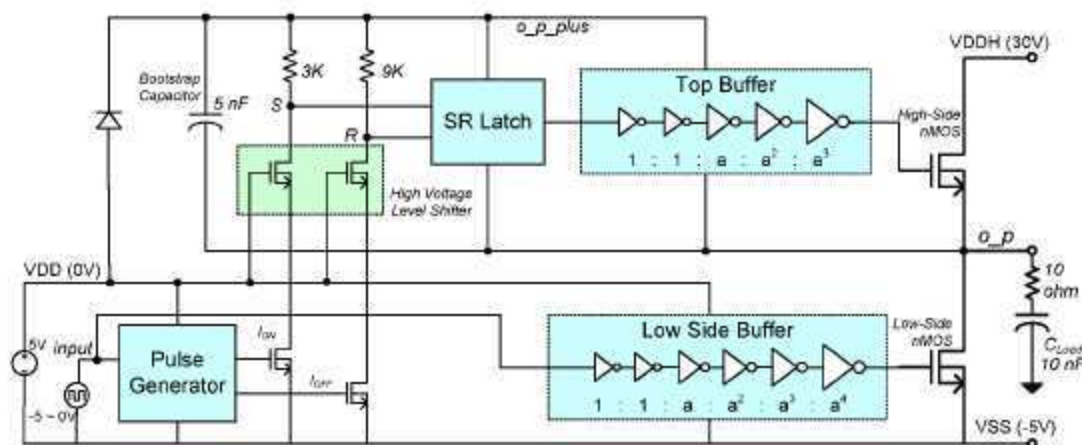 o_p_plus
VDDH (30V)
Bootstrap
Capacitor
5 nF
3K
9K
S
R
SR Latch
Top Buffer
1 : 1 : a : a² : a³
High-Side
nMOS
High Voltage
Level Shifter
o_p
VDD (0V)
10
ohm
C_Load
10 nF
5V
input
-5 ~ 0V
Pulse
Generator
I_ON
I_OFF
Low Side Buffer
1 : 1 : a : a² : a³ : a⁴
Low-Side
nMOS
VSS (-5V)